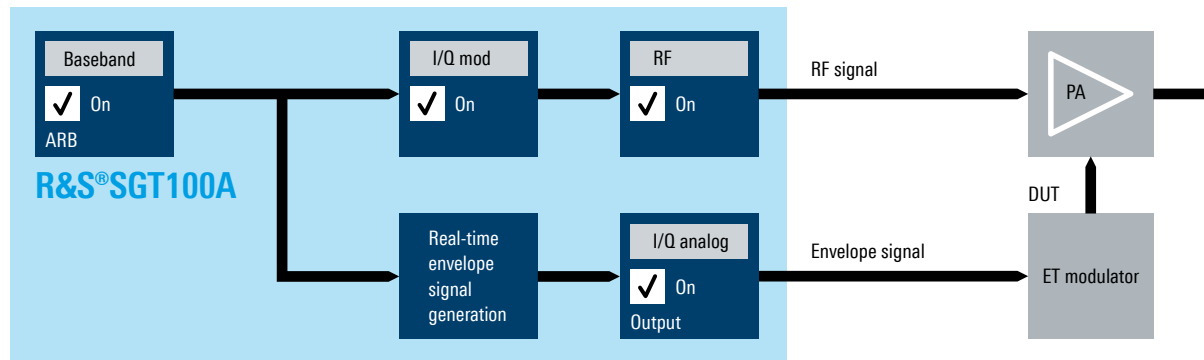 Baseband
On
ARB
I/Q mod
On
RF
On
RF signal
PA
R&S®SGT100A
DUT
Real-time
envelope
signal
generation
I/Q analog
On
Output
Envelope signal
ET modulator